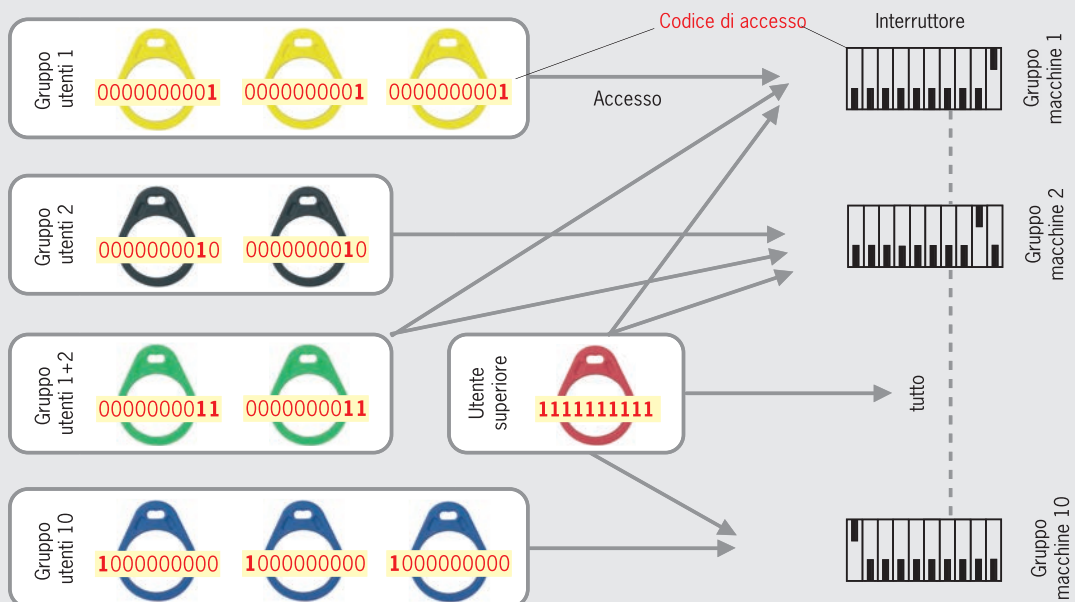 Codice di accesso
Interruttore
Gruppo
utenti 1
0000000001
0000000001
0000000001
Accesso
Gruppo
macchine 1
Gruppo
utenti 2
0000000010
0000000010
Gruppo
macchine 2
Gruppo
utenti 1+2
0000000011
0000000011
Utente
superiore
1111111111
tutto
Gruppo
utenti 10
1000000000
1000000000
1000000000
Gruppo
macchine 10